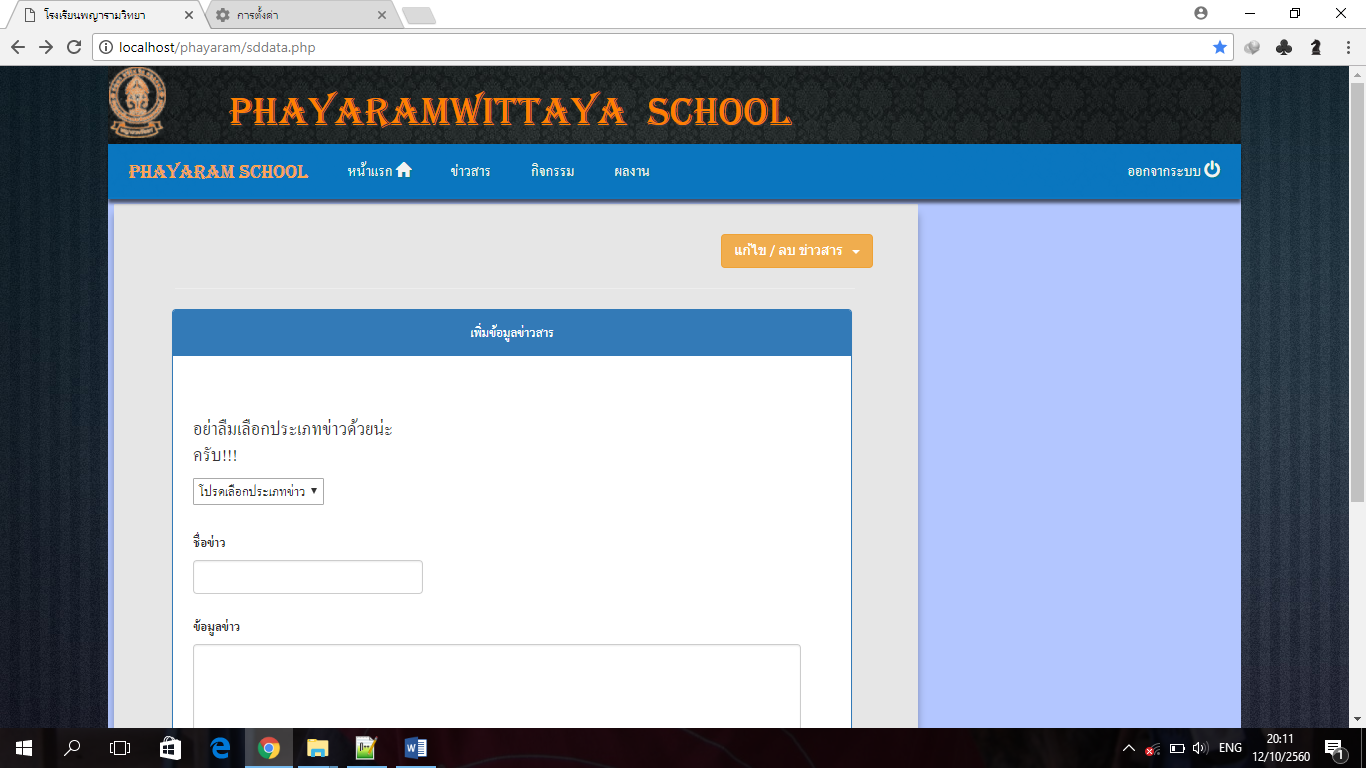 โรงเรียนพญารามวิทยา
การตั้งค่า
localhost/phayaram/sddata.php
PHAYARAMWITTAYA SCHOOL
PHAYARAM SCHOOL
หน้าแรก
ข่าวสาร
กิจกรรม
ผลงาน
ออกจากระบบ
แก้ไข / ลบ ข่าวสาร
เพิ่มข้อมูลข่าวสาร
อย่าลืมเลือกประเภทข่าวด้วยน่ะ
ครับ!!!
โปรดเลือกประเภทข่าว
ชื่อข่าว
ข้อมูลข่าว
ENG
20:11
12/10/2560
1